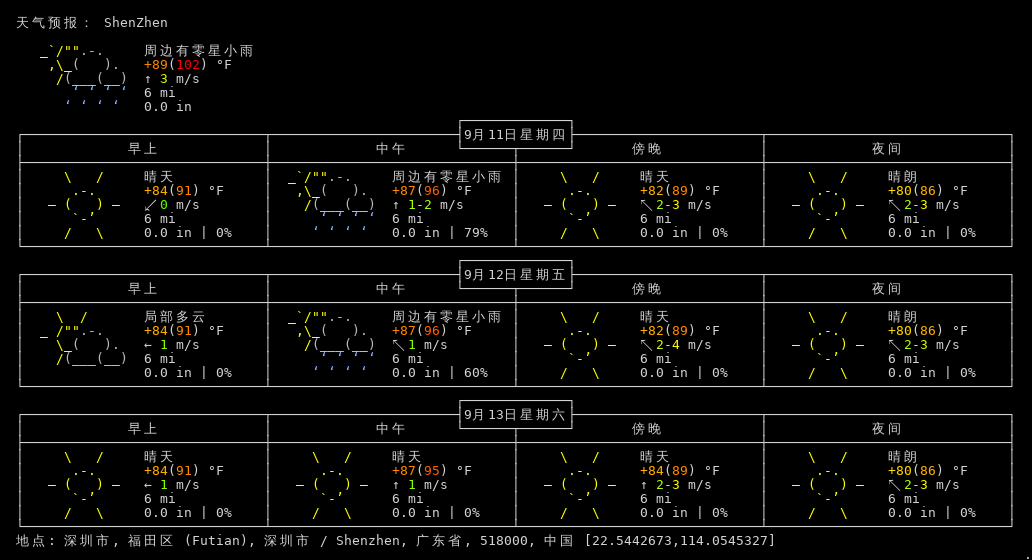 天气预报： ShenZhen
周边有零星小雨
+89(102) °F
↑ 3 m/s
6 mi
0.0 in
9月11日星期四
早上 中午 傍晚 夜间
晴天 周边有零星小雨 晴天 晴朗
+84(91) °F +87(96) °F +82(89) °F +80(86) °F
↙ 0 m/s ↑ 1-2 m/s ↖ 2-3 m/s ↖ 2-3 m/s
6 mi 6 mi 6 mi 6 mi
0.0 in | 0% 0.0 in | 79% 0.0 in | 0% 0.0 in | 0%
9月12日星期五
早上 中午 傍晚 夜间
局部多云 周边有零星小雨 晴天 晴朗
+84(91) °F +87(96) °F +82(89) °F +80(86) °F
← 1 m/s ↖ 1 m/s ↖ 2-4 m/s ↖ 2-3 m/s
6 mi 6 mi 6 mi 6 mi
0.0 in | 0% 0.0 in | 60% 0.0 in | 0% 0.0 in | 0%
9月13日星期六
早上 中午 傍晚 夜间
晴天 晴天 晴天 晴朗
+84(91) °F +87(95) °F +84(89) °F +80(86) °F
← 1 m/s ↑ 1 m/s ↑ 2-3 m/s ↖ 2-3 m/s
6 mi 6 mi 6 mi 6 mi
0.0 in | 0% 0.0 in | 0% 0.0 in | 0% 0.0 in | 0%
地点: 深圳市, 福田区 (Futian), 深圳市 / Shenzhen, 广东省, 518000, 中国 [22.5442673,114.0545327]